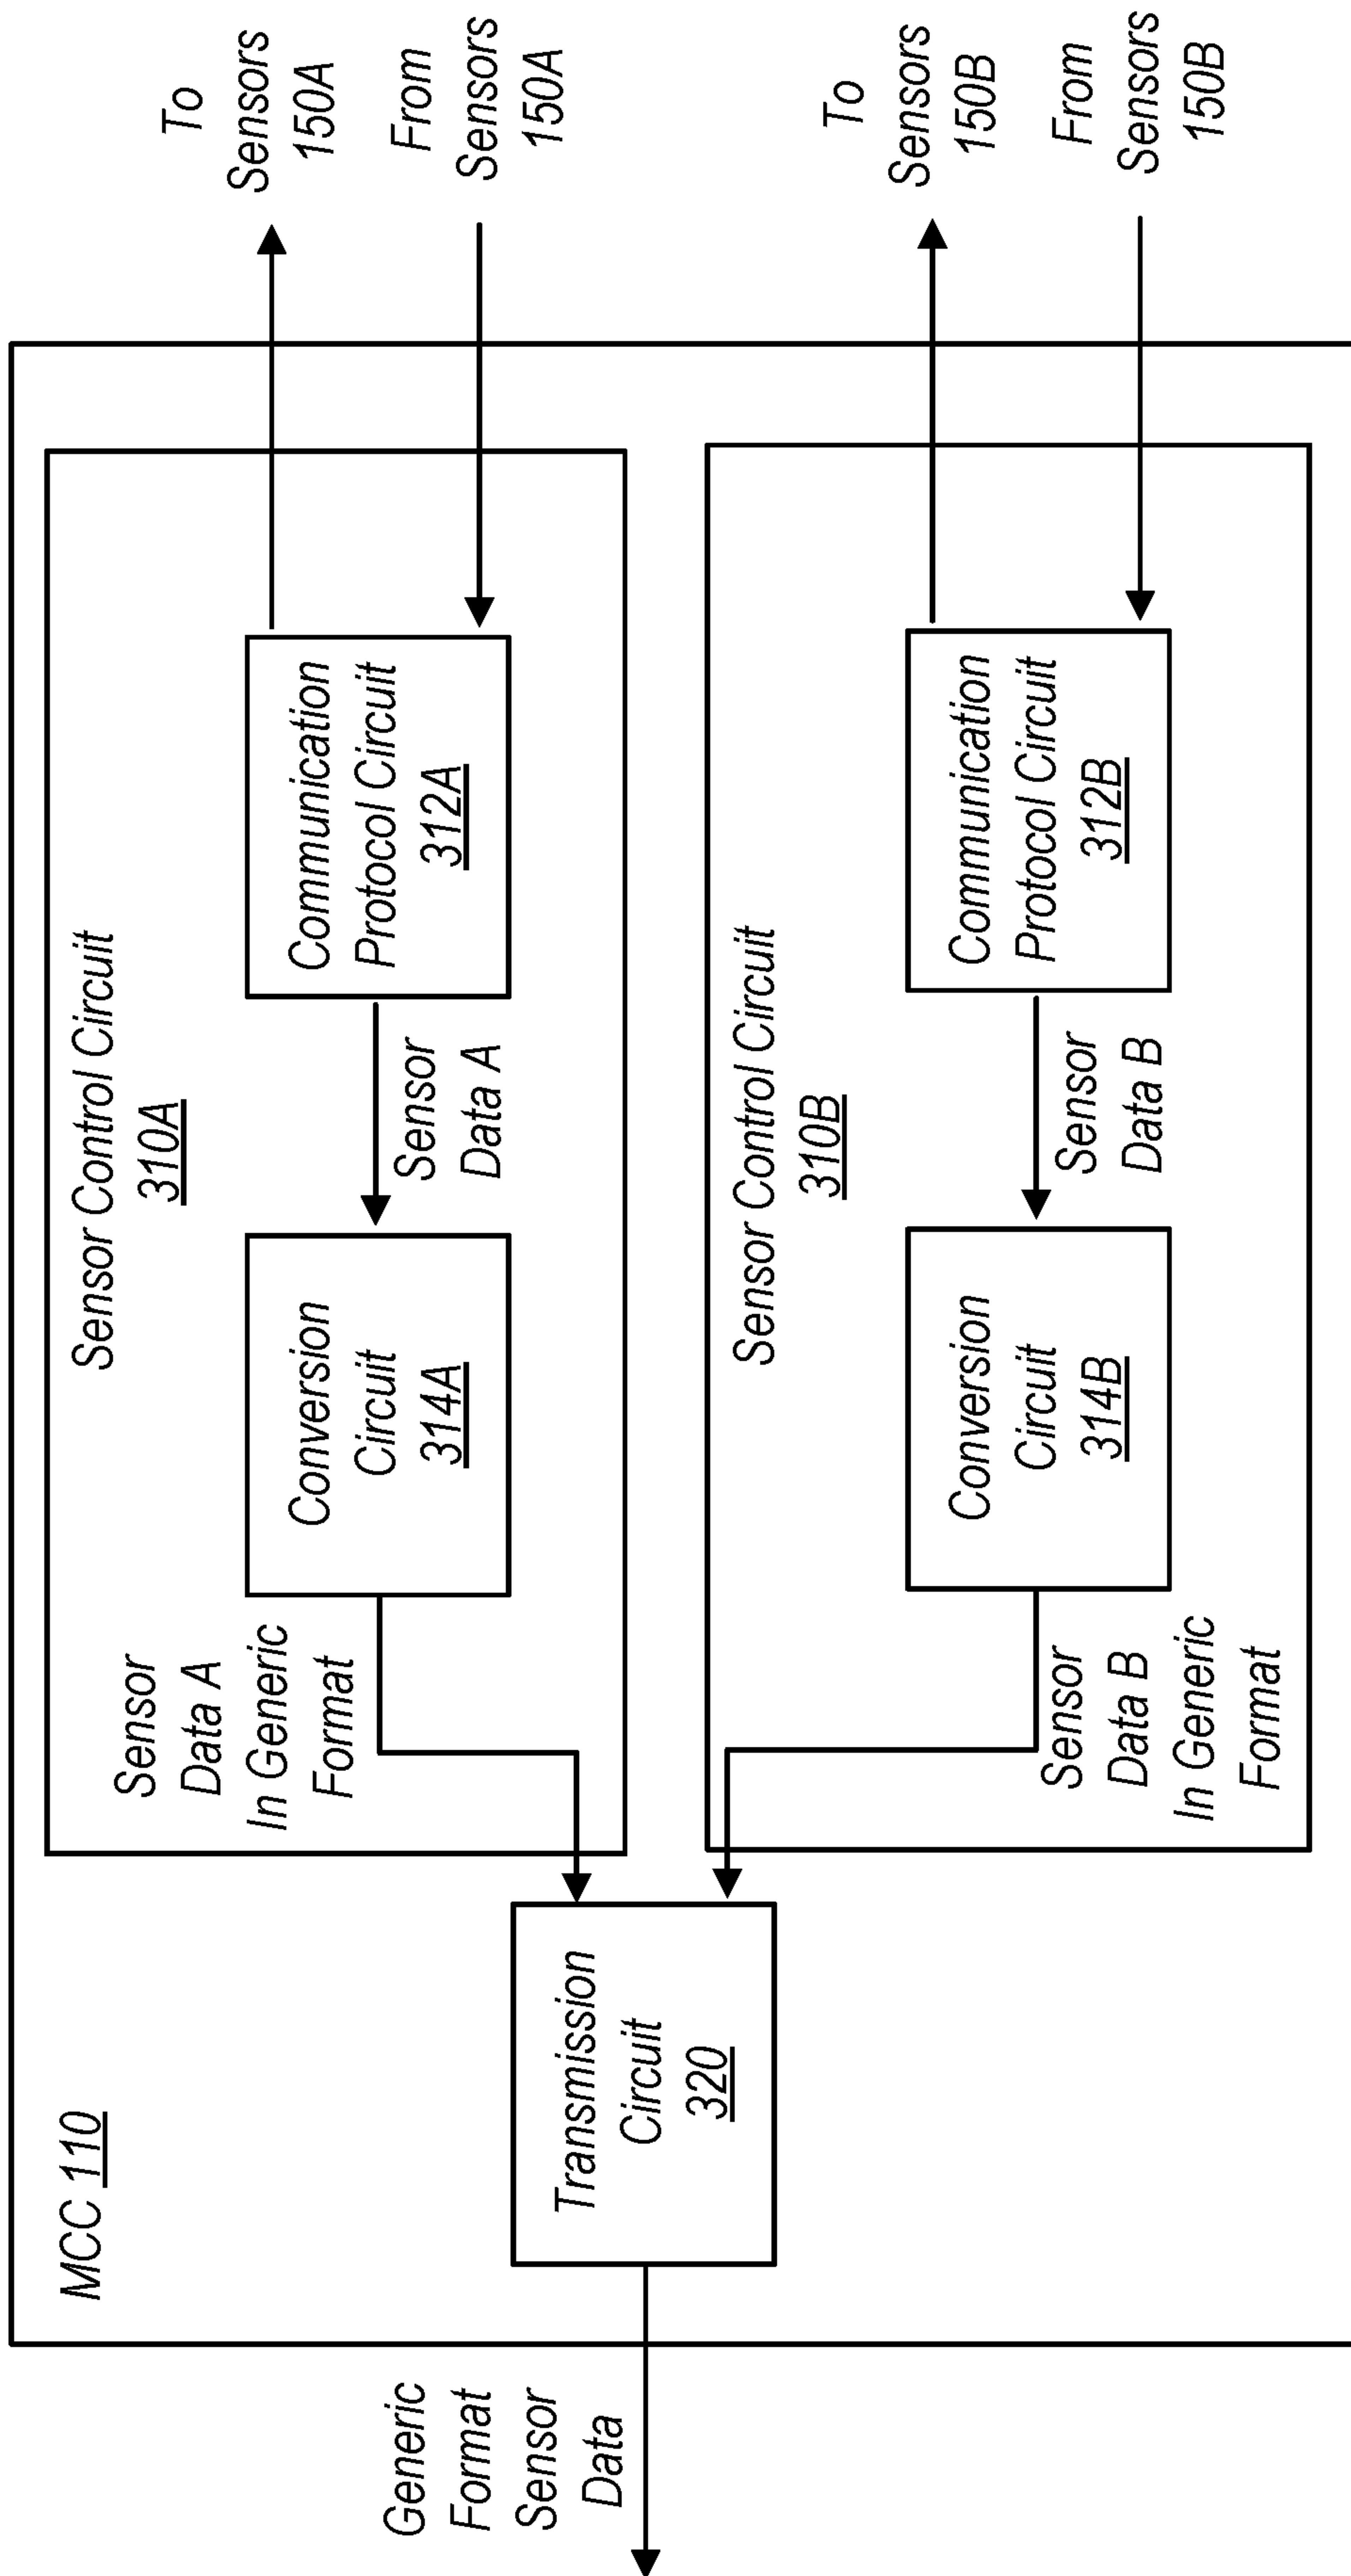 MCC 110
Sensor Control Circuit
310A
Generic
Format
Sensor
Data
Transmission
Circuit
320
Sensor
Data A
In Generic
Format
Conversion
Circuit
314A
Sensor
Data A
Communication
Protocol Circuit
312A
To
Sensors
150A
From
Sensors
150A
Sensor Control Circuit
310B
Sensor
Data B
In Generic
Format
Conversion
Circuit
314B
Sensor
Data B
Communication
Protocol Circuit
312B
To
Sensors
150B
From
Sensors
150B